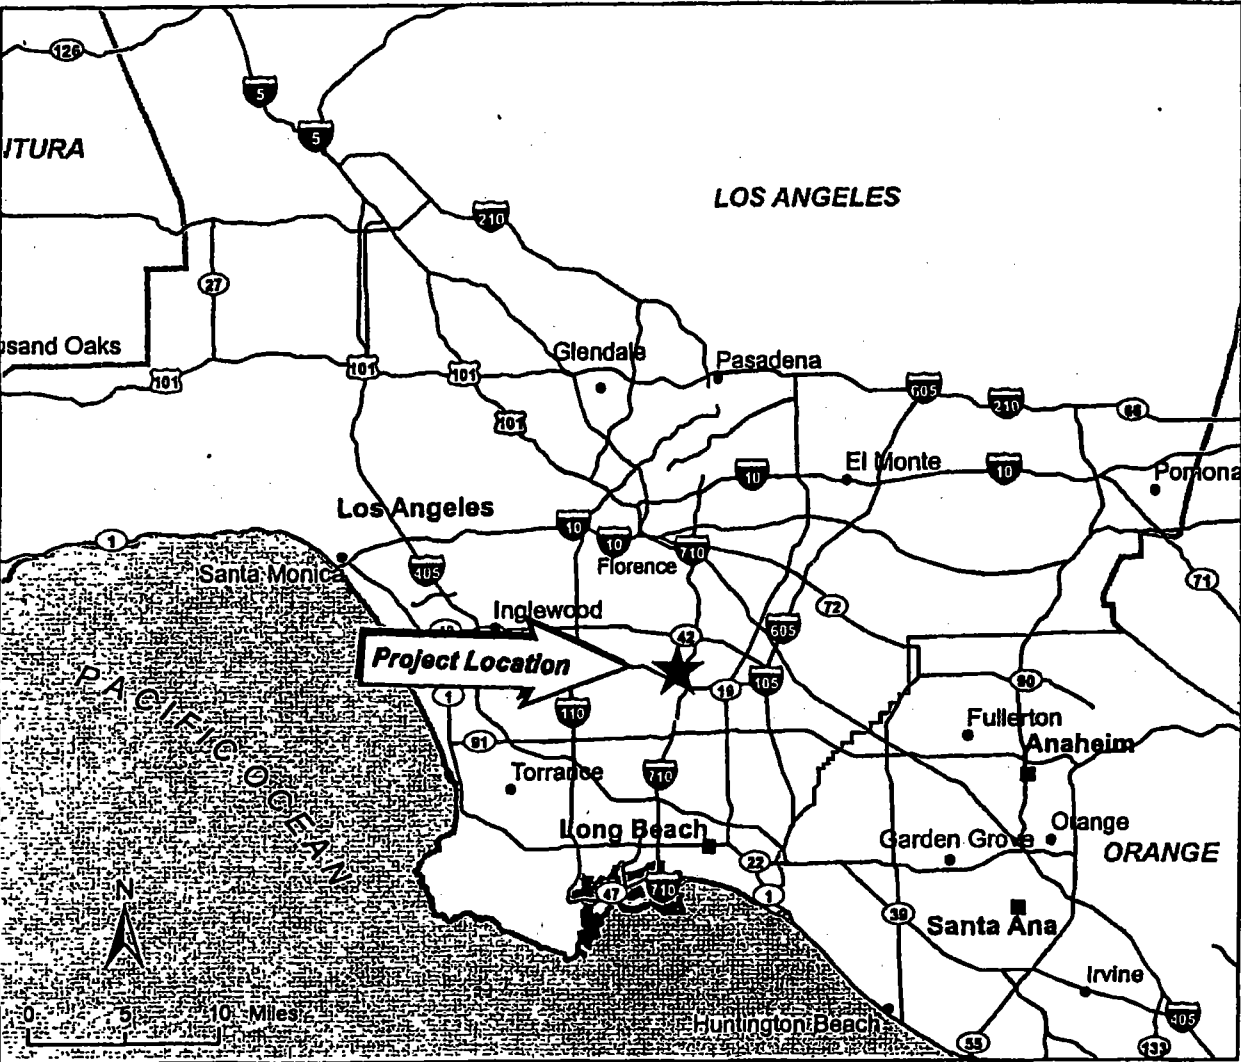 126
5
5
ITURA
LOS ANGELES
210
27
usand Oaks
Glendale
Pasadena
101
101
101
605
210
66
101
El Monte
10
10
Pomona
Los Angeles
10
1
10
710
Florence
Santa Monica
405
71
Inglewood
72
42
605
Project Location
19
105
90
1
110
Fullerton
Anaheim
91
Torrance
710
PACIFIC OCEAN
Long Beach
Orange
Garden Grove
ORANGE
22
N
47
710
1
39
Santa Ana
Irvine
0 5 10 Miles
Huntington Beach
405
55
133